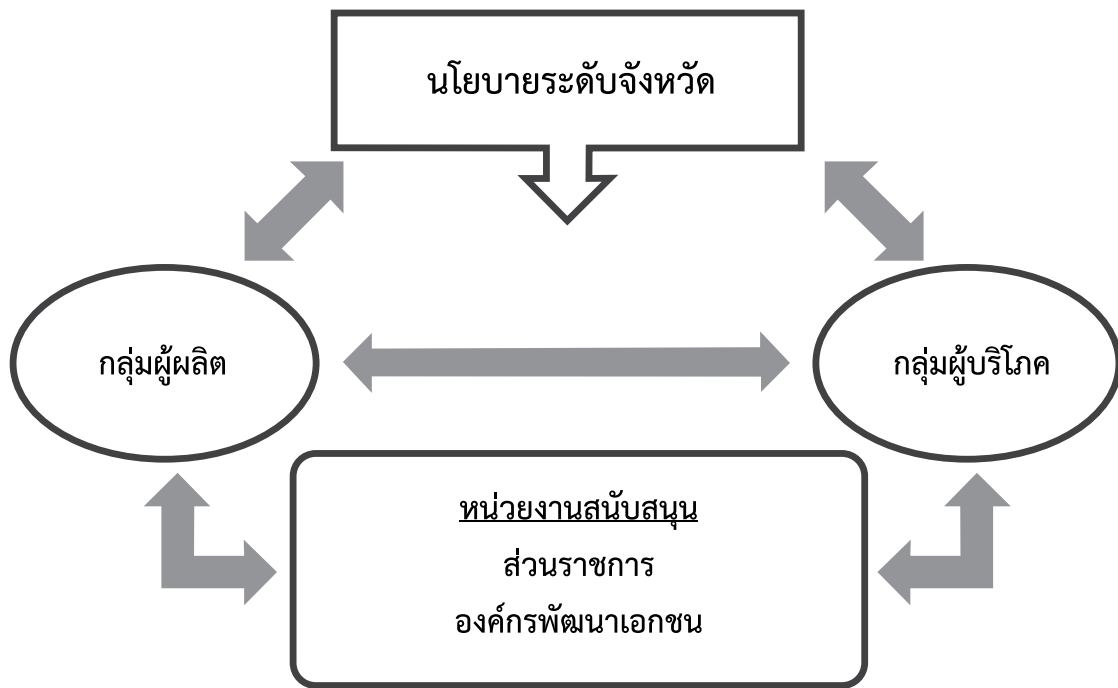 นโยบายระดับจังหวัด
กลุ่มผู้ผลิต
กลุ่มผู้บริโภค
หน่วยงานสนับสนุน
ส่วนราชการ
องค์กรพัฒนาเอกชน